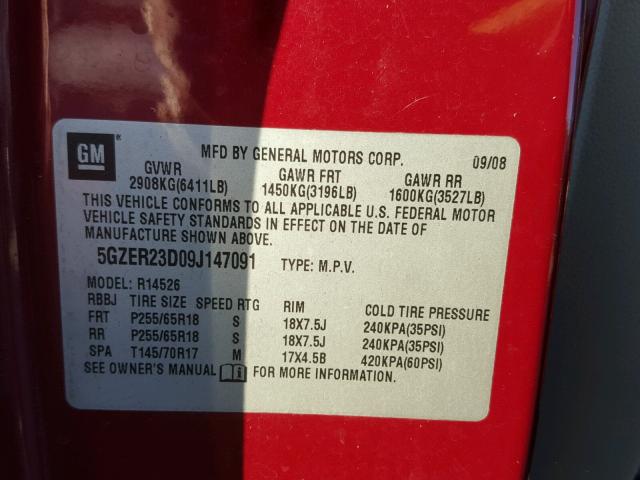 GM
MFD BY GENERAL MOTORS CORP. 09/08
GVWR GAWR FRT GAWR RR
2908KG(6411LB) 1450KG(3196LB) 1600KG(3527LB)
THIS VEHICLE CONFORMS TO ALL APPLICABLE U.S. FEDERAL MOTOR
VEHICLE SAFETY STANDARDS IN EFFECT ON THE DATE OF
MANUFACTURE SHOWN ABOVE.
5GZER23D09J147091 TYPE: M.P.V.
MODEL: R14526
RBBJ TIRE SIZE SPEED RTG RIM COLD TIRE PRESSURE
FRT P255/65R18 S 18X7.5J 240KPA(35PSI)
RR P255/65R18 S 18X7.5J 240KPA(35PSI)
SPA T145/70R17 M 17X4.5B 420KPA(60PSI)
SEE OWNER'S MANUAL FOR MORE INFORMATION.